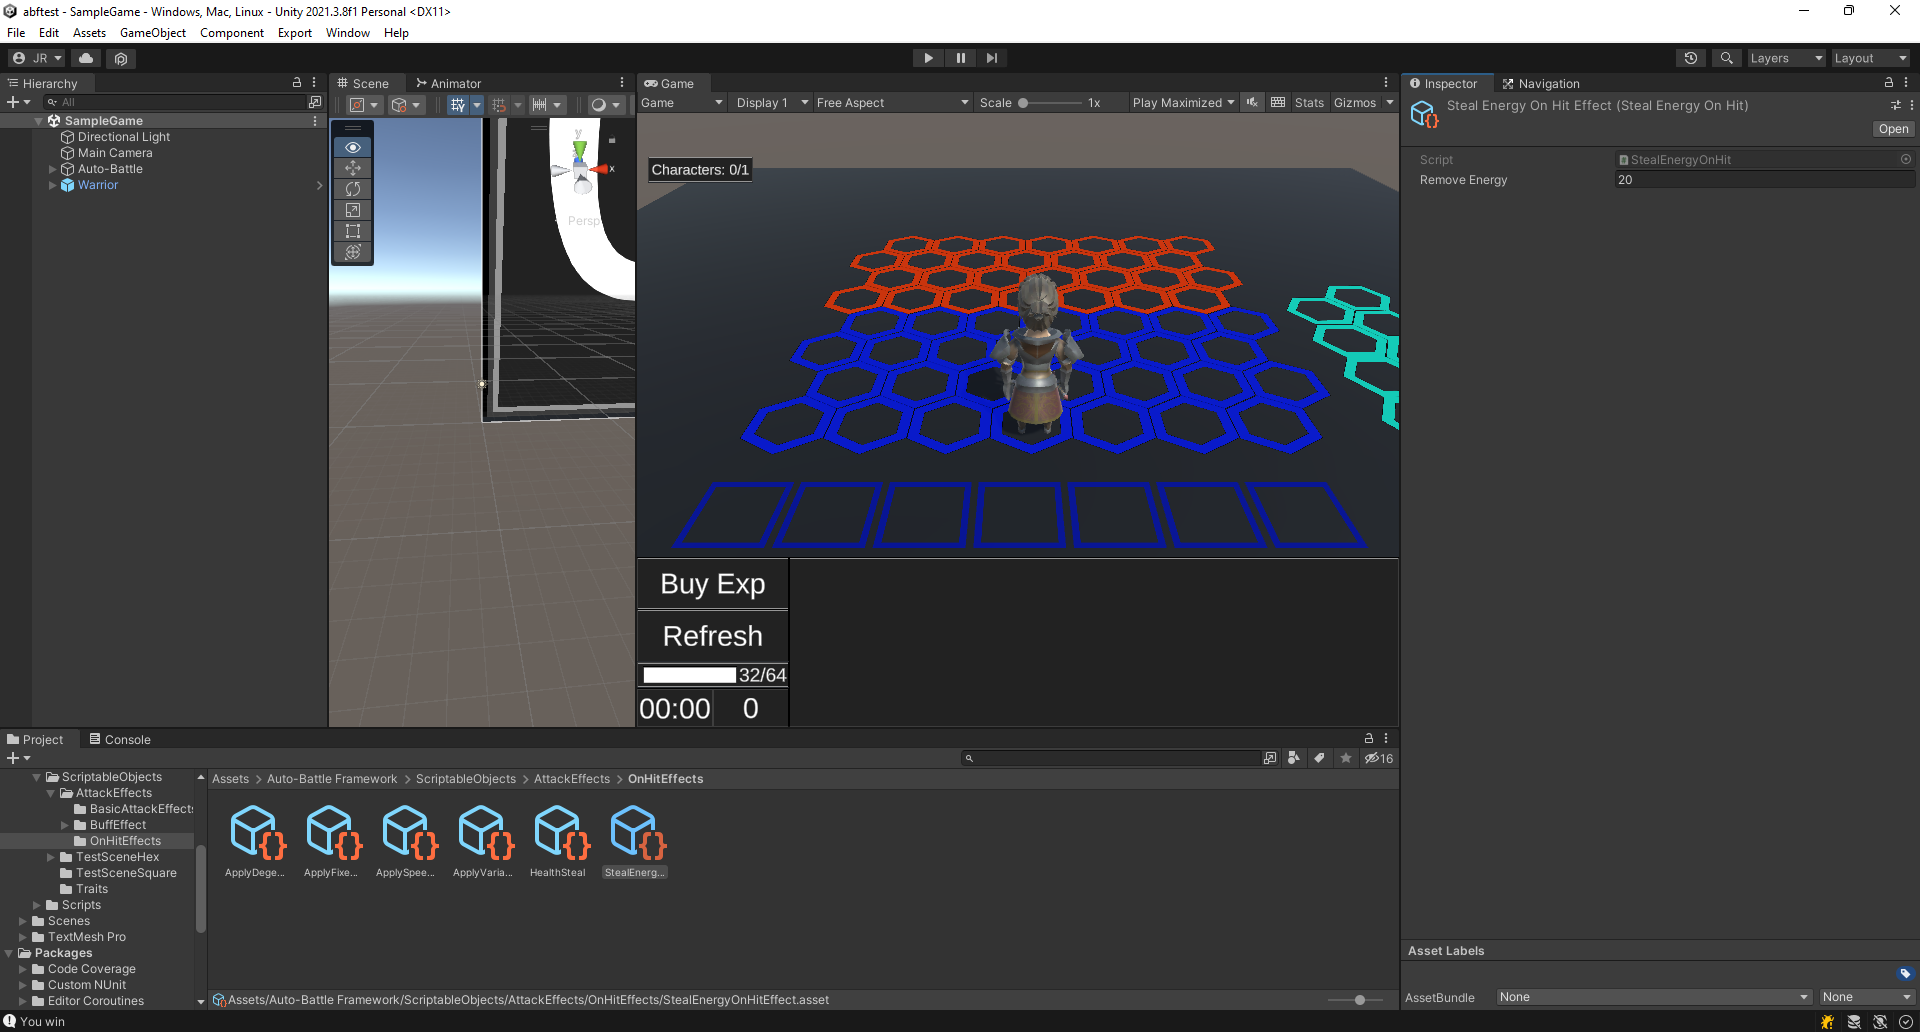 abftest - SampleGame - Windows, Mac, Linux - Unity 2021.3.8f1 Personal <DX11>
File Edit Assets GameObject Component Export Window Help
JR Layers Layout
Hierarchy
All
SampleGame
Directional Light
Main Camera
Auto-Battle
Warrior
Scene Animator
y
x
Persp
Game
Game Display 1 Free Aspect Scale 1x Play Maximized Stats Gizmos
Characters: 0/1
Buy Exp
Refresh
32/64
00:00 0
Inspector Navigation
Steal Energy On Hit Effect (Steal Energy On Hit)
Open
Script StealEnergyOnHit
Remove Energy 20
Project Console
16
ScriptableObjects
AttackEffects
BasicAttackEffects
BuffEffect
OnHitEffects
TestSceneHex
TestSceneSquare
Traits
Scripts
Scenes
TextMesh Pro
Packages
Code Coverage
Custom NUnit
Editor Coroutines
Assets > Auto-Battle Framework > ScriptableObjects > AttackEffects > OnHitEffects
ApplyDege... ApplyFixe... ApplySpee... ApplyVaria... HealthSteal StealEnerg...
Assets/Auto-Battle Framework/ScriptableObjects/AttackEffects/OnHitEffects/StealEnergyOnHitEffect.asset
Asset Labels
AssetBundle None None
You win